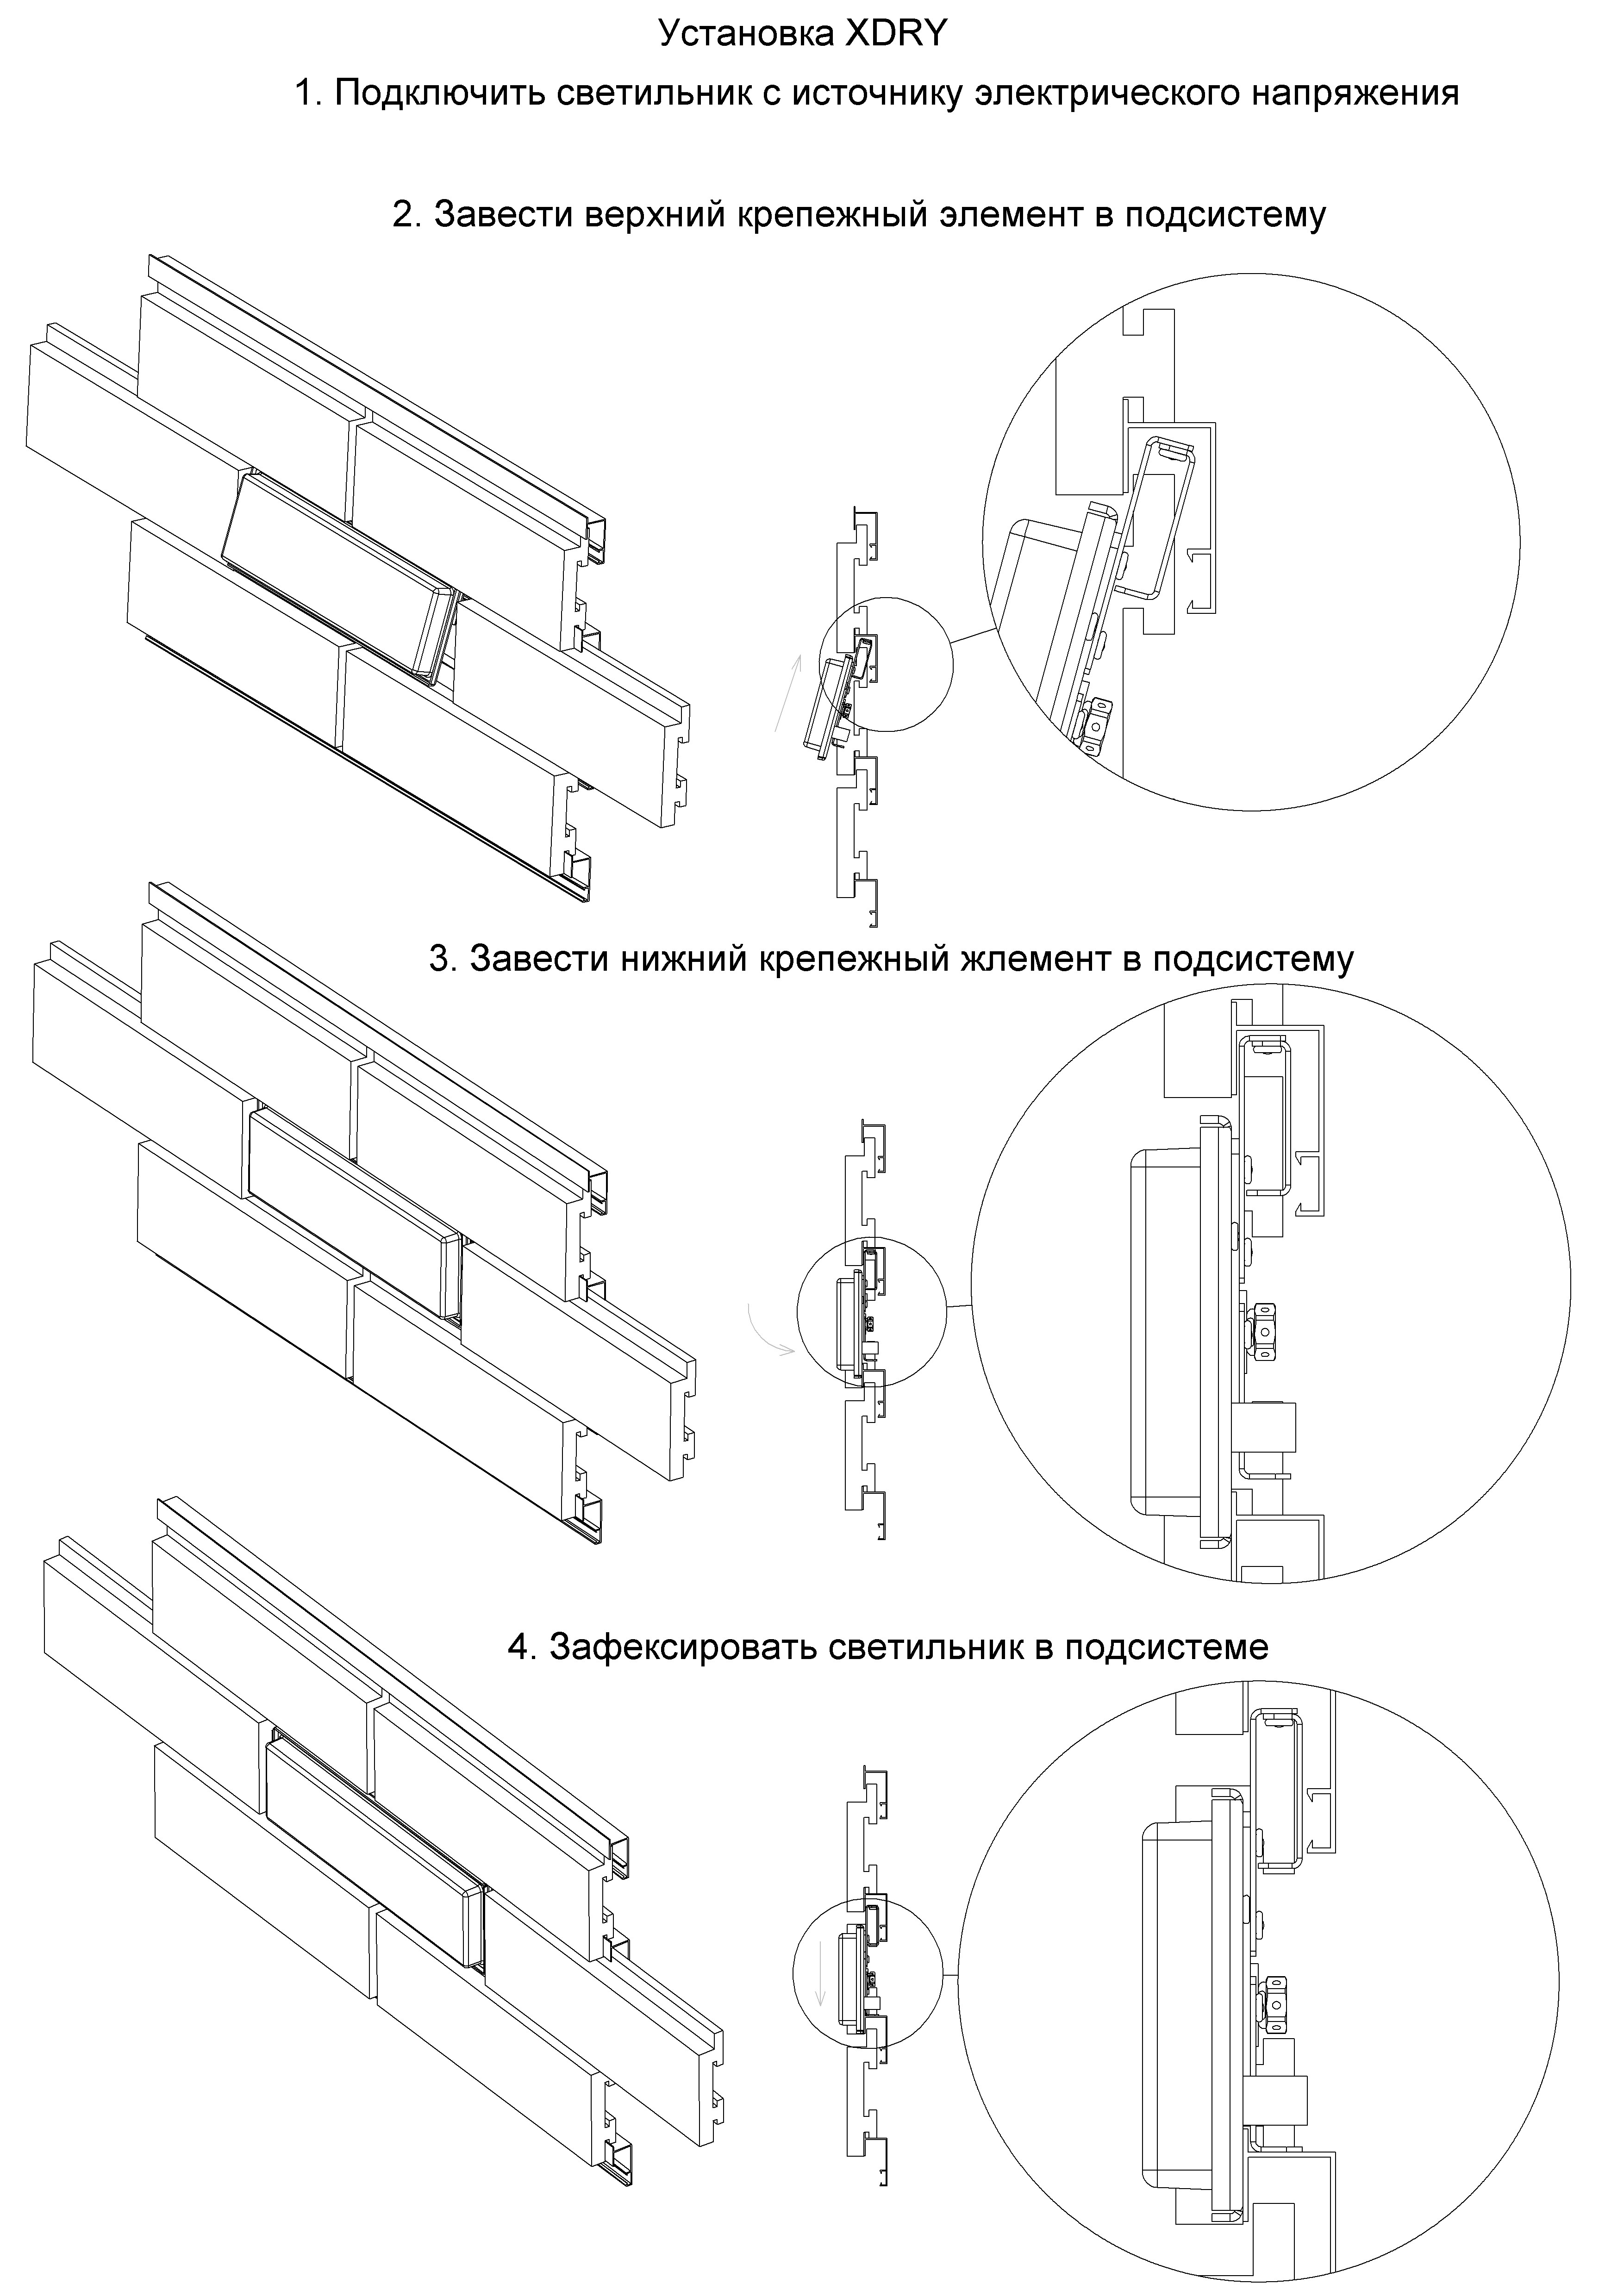 Установка XDRY
1. Подключить светильник с источнику электрического напряжения
2. Завести верхний крепежный элемент в подсистему
3. Завести нижний крепежный жлемент в подсистему
4. Зафексировать светильник в подсистеме